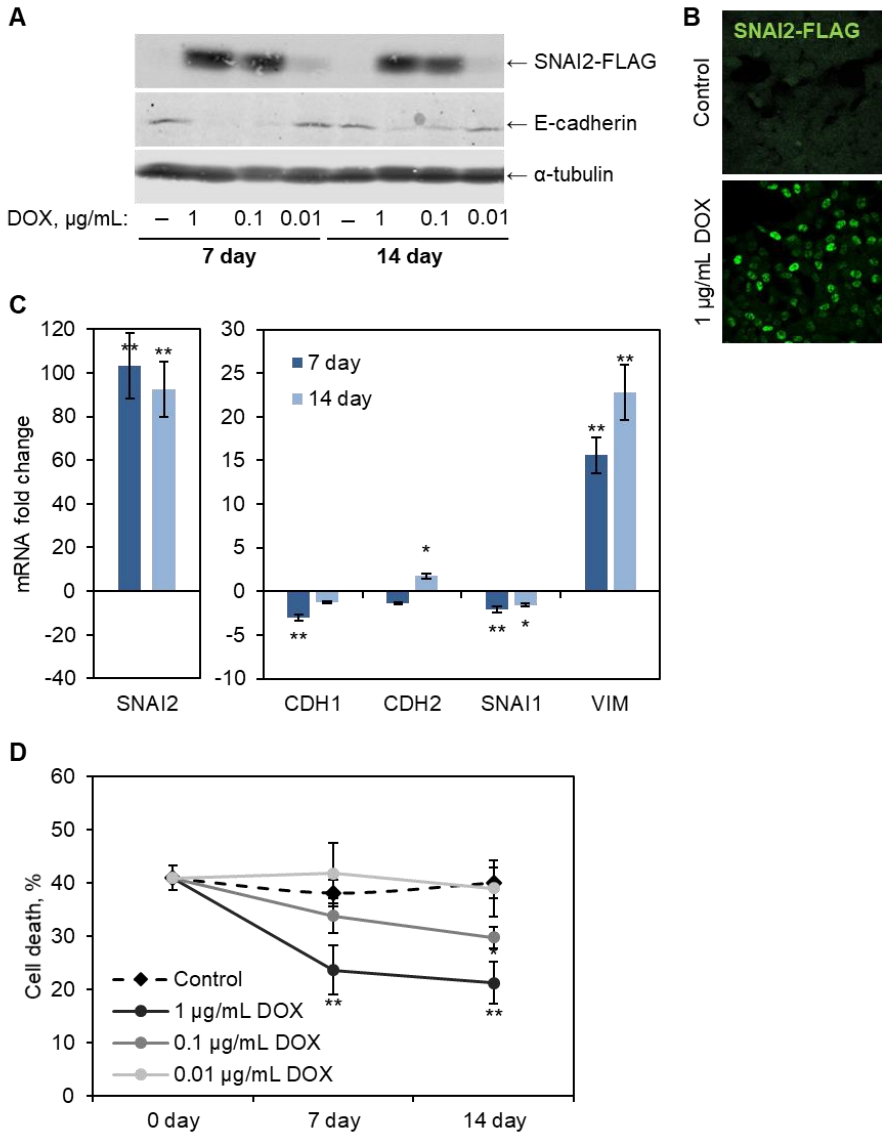 A
← SNAI2-FLAG
← E-cadherin
← α-tubulin
DOX, µg/mL: – 1 0.1 0.01 – 1 0.1 0.01
7 day 14 day
B
SNAI2-FLAG
Control
1 µg/mL DOX
C
mRNA fold change
120
100
80
60
40
20
0
-20
-40
** **
SNAI2
30
25
20
15
10
5
0
-5
-10
7 day
14 day
**
*
**
*
**
**
CDH1 CDH2 SNAI1 VIM
D
Cell death, %
60
50
40
30
20
10
0
Control
1 µg/mL DOX
0.1 µg/mL DOX
0.01 µg/mL DOX
**
*
**
0 day 7 day 14 day